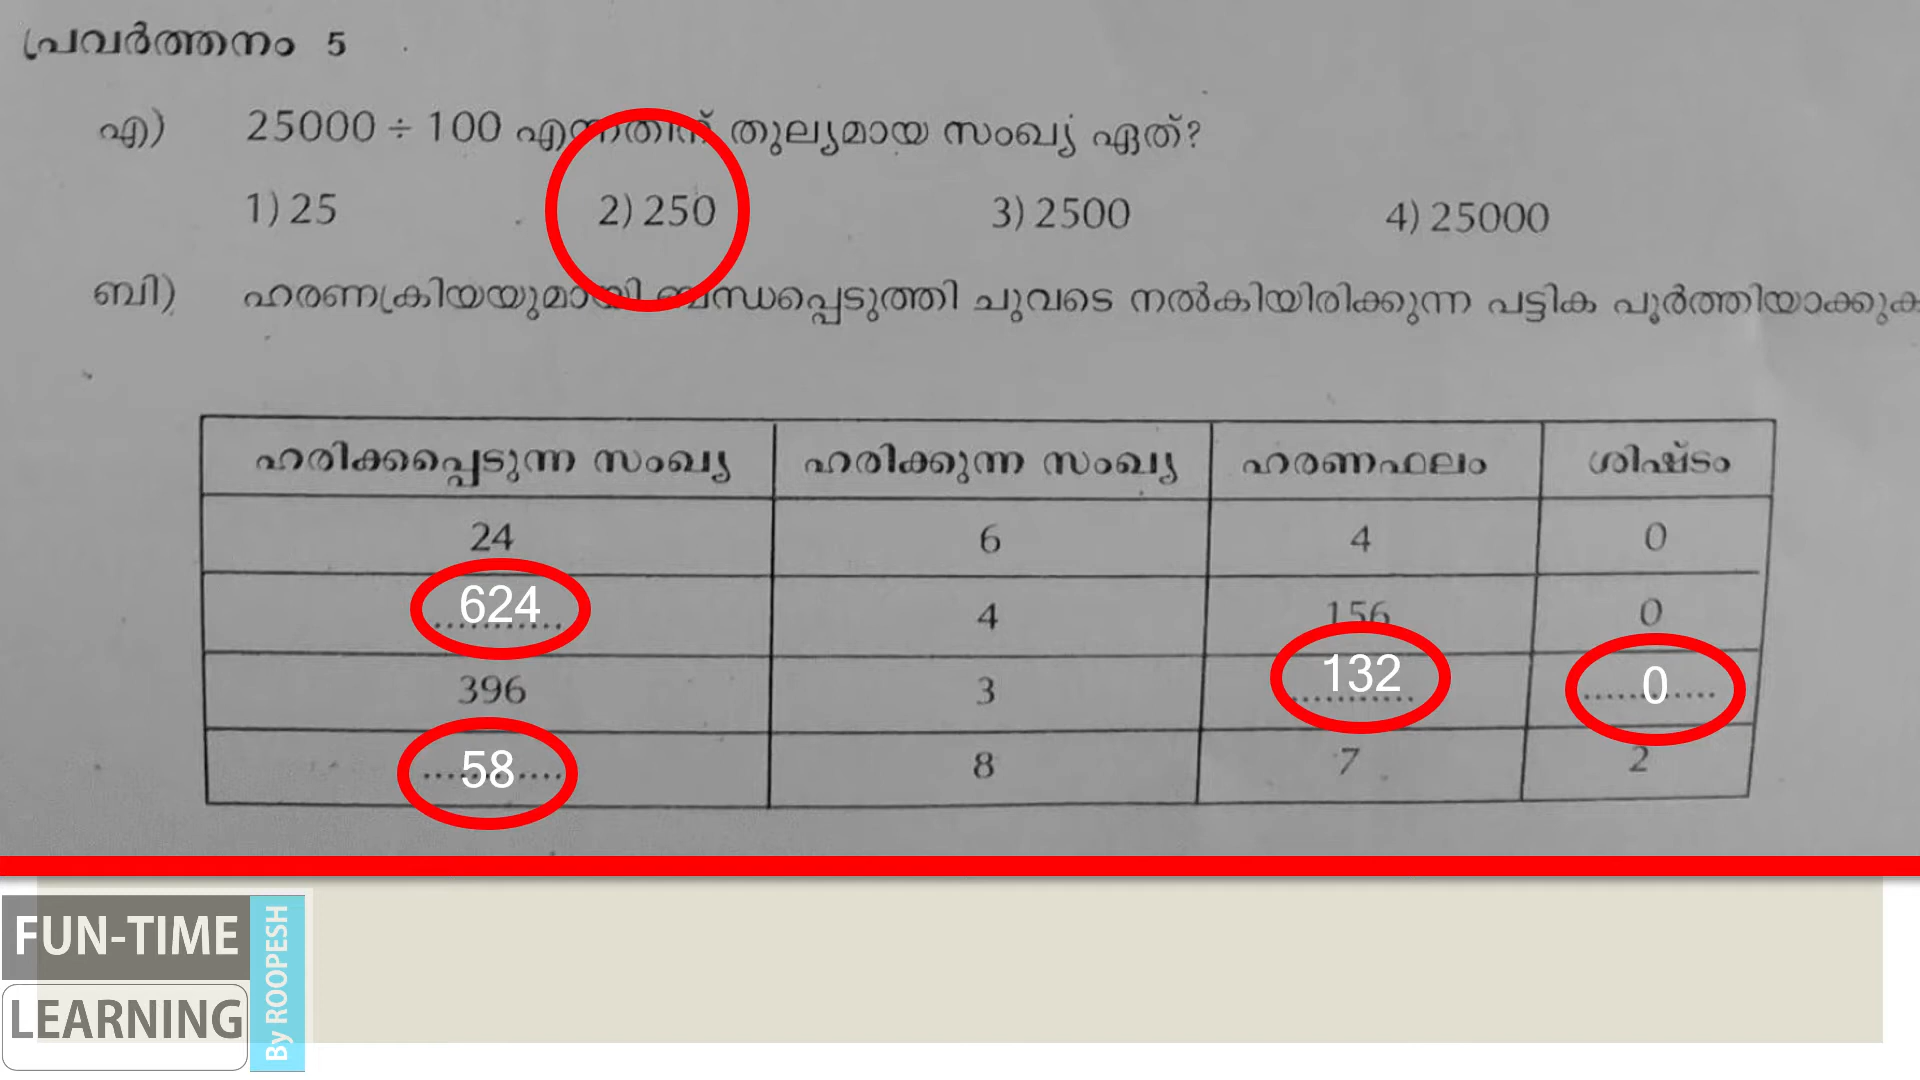 പ്രവർത്തനം 5
എ) 25000 ÷ 100 എന്നതിന് തുല്യമായ സംഖ്യ ഏത്?
1) 25 2) 250 3) 2500 4) 25000
ബി) ഹരണക്രിയയുമായി ബന്ധപ്പെടുത്തി ചുവടെ നൽകിയിരിക്കുന്ന പട്ടിക പൂർത്തിയാക്കുക
ഹരിക്കപ്പെടുന്ന സംഖ്യ ഹരിക്കുന്ന സംഖ്യ ഹരണഫലം ശിഷ്ടം
24 6 4 0
624 4 156 0
396 3 132 0
58 8 7 2
FUN-TIME
LEARNING
By ROOPESH